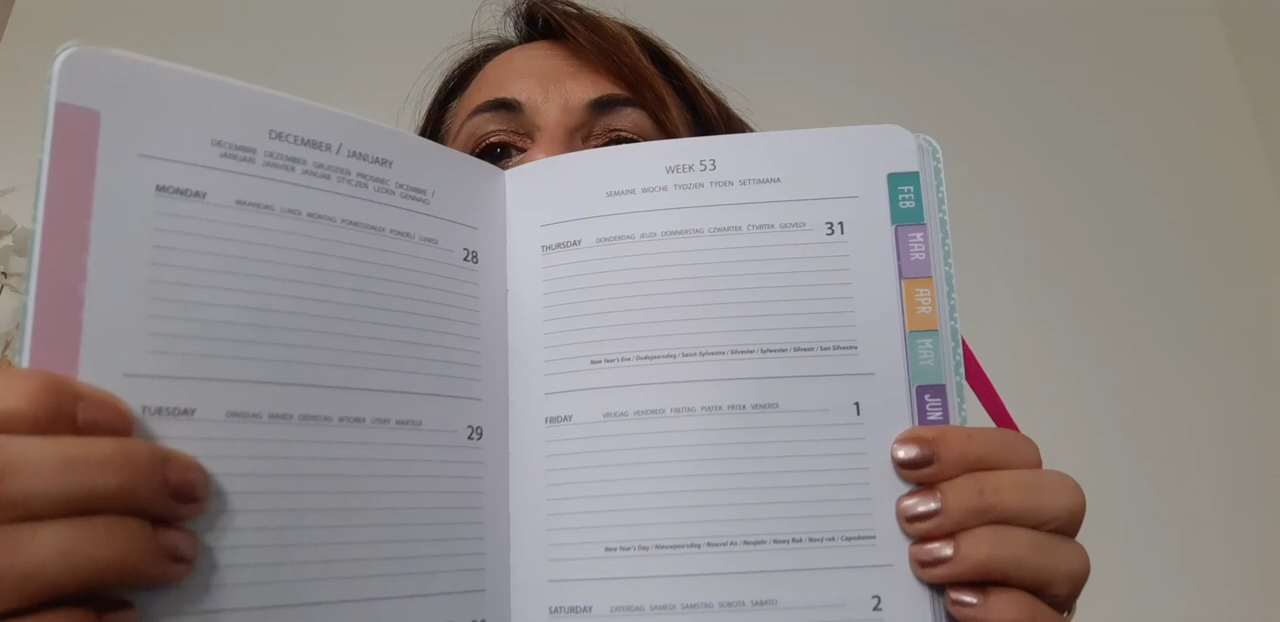 DECEMBER / JANUARY
DÉCEMBRE DEZEMBER GRUDZIEŃ PROSINEC DICEMBRE /
JANUARI JANVIER JANUAR STYCZEŃ LEDEN GENNAIO
MONDAY MAANDAG LUNDI MONTAG PONIEDZIAŁEK PONDĚLÍ LUNEDÌ 28
TUESDAY DINSDAG MARDI DIENSTAG WTOREK ÚTERÝ MARTEDÌ 29
WEEK 53
SEMAINE WOCHE TYDZIEŃ TÝDEN SETTIMANA
THURSDAY DONDERDAG JEUDI DONNERSTAG CZWARTEK ČTVRTEK GIOVEDÌ 31
New Year's Eve / Oudejaarsdag / Saint-Sylvestre / Silvester / Sylwester / Silvestr / San Silvestro
FRIDAY VRIJDAG VENDREDI FREITAG PIĄTEK PÁTEK VENERDÌ 1
New Year's Day / Nieuwjaarsdag / Nouvel An / Neujahr / Nowy Rok / Nový rok / Capodanno
SATURDAY ZATERDAG SAMEDI SAMSTAG SOBOTA SABATO 2
FEB
MAR
APR
MAY
JUN